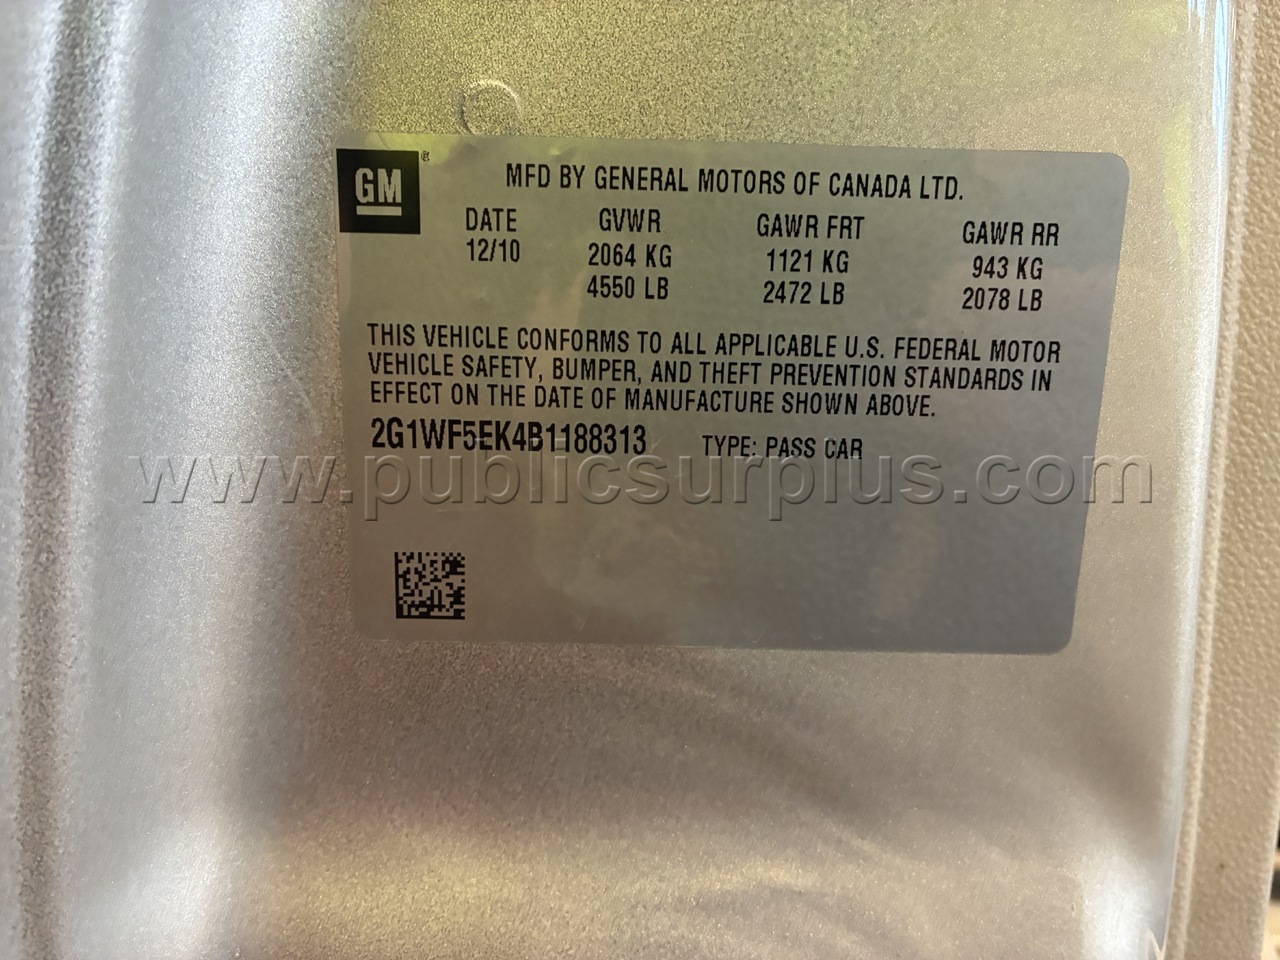 GM®
MFD BY GENERAL MOTORS OF CANADA LTD.
DATE GVWR GAWR FRT GAWR RR
12/10 2064 KG 1121 KG 943 KG
4550 LB 2472 LB 2078 LB
THIS VEHICLE CONFORMS TO ALL APPLICABLE U.S. FEDERAL MOTOR
VEHICLE SAFETY, BUMPER, AND THEFT PREVENTION STANDARDS IN
EFFECT ON THE DATE OF MANUFACTURE SHOWN ABOVE.
2G1WF5EK4B1188313 TYPE: PASS CAR
www.publicsurplus.com